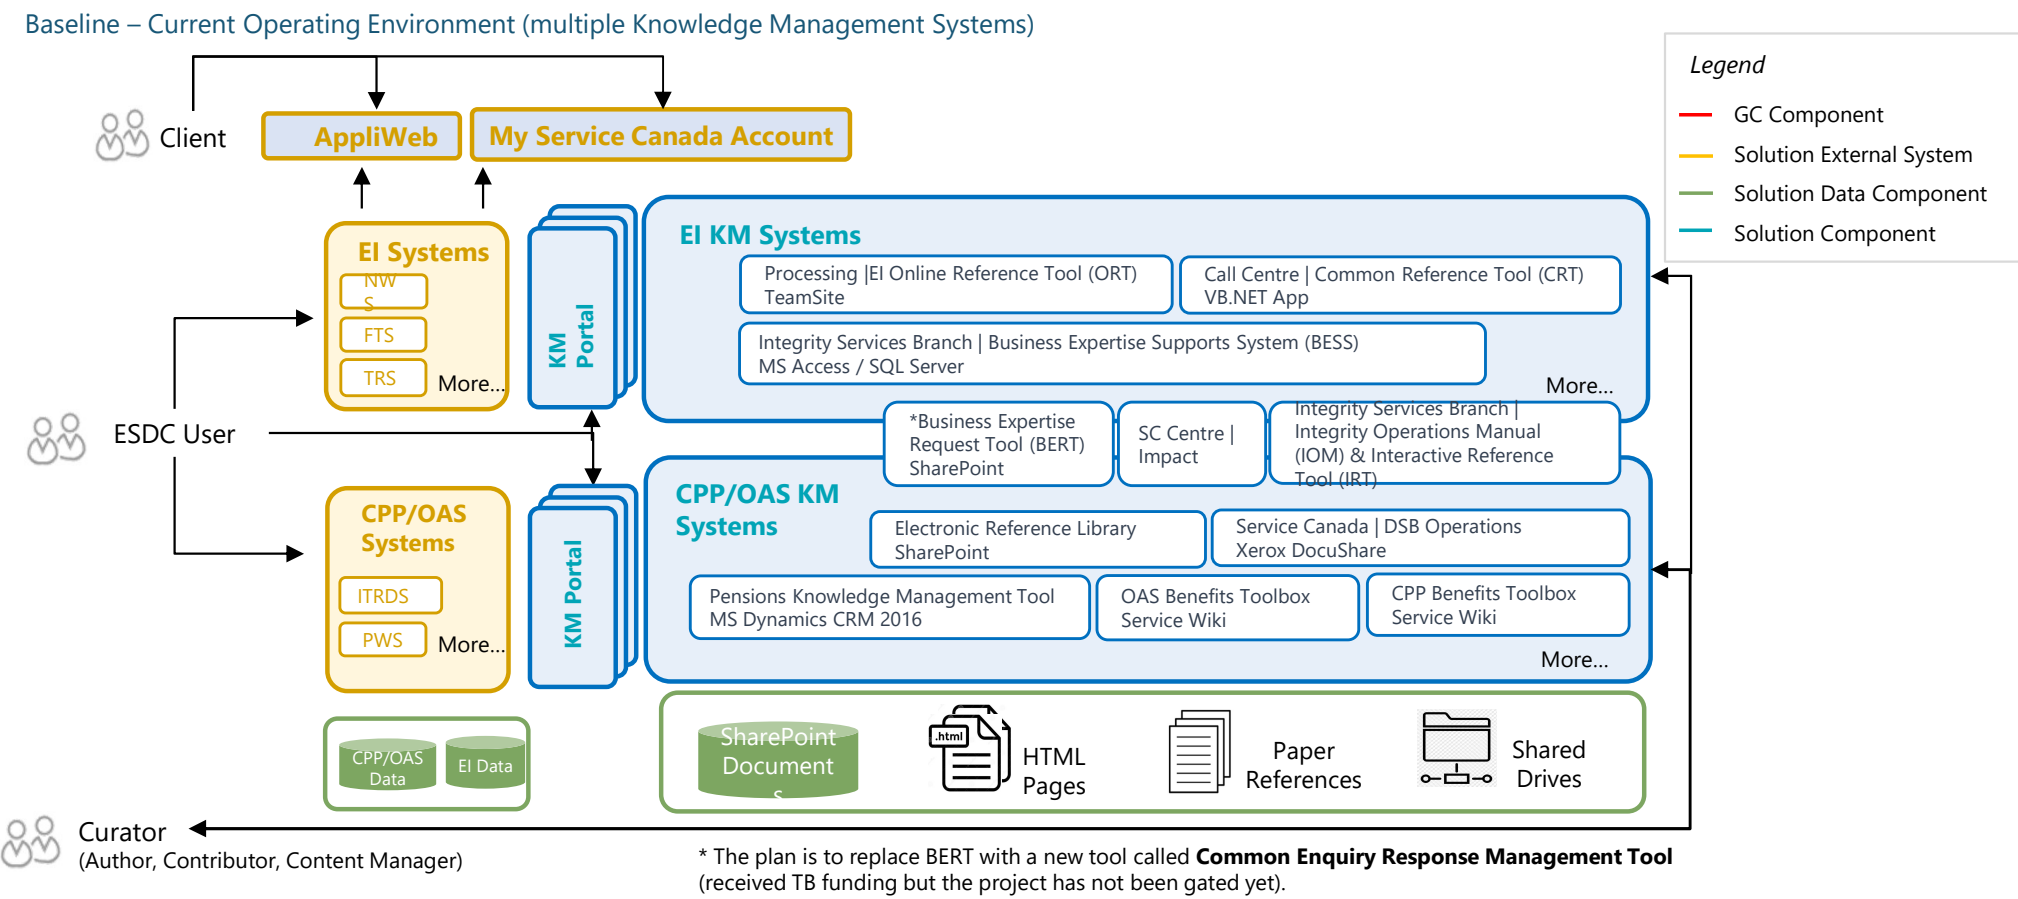 Baseline – Current Operating Environment (multiple Knowledge Management Systems)
Legend
GC Component
Solution External System
Solution Data Component
Solution Component
Client
AppliWeb
My Service Canada Account
EI Systems
NW
S
FTS
TRS
More...
KM
Portal
EI KM Systems
Processing |EI Online Reference Tool (ORT)
TeamSite
Call Centre | Common Reference Tool (CRT)
VB.NET App
Integrity Services Branch | Business Expertise Supports System (BESS)
MS Access / SQL Server
More...
ESDC User
*Business Expertise
Request Tool (BERT)
SharePoint
SC Centre |
Impact
Integrity Services Branch |
Integrity Operations Manual
(IOM) & Interactive Reference
Tool (IRT)
CPP/OAS
Systems
ITRDS
PWS
More...
KM Portal
CPP/OAS KM
Systems
Electronic Reference Library
SharePoint
Service Canada | DSB Operations
Xerox DocuShare
Pensions Knowledge Management Tool
MS Dynamics CRM 2016
OAS Benefits Toolbox
Service Wiki
CPP Benefits Toolbox
Service Wiki
More...
CPP/OAS
Data
EI Data
SharePoint
Document
s
.html
HTML
Pages
Paper
References
Shared
Drives
Curator
(Author, Contributor, Content Manager)
* The plan is to replace BERT with a new tool called Common Enquiry Response Management Tool
(received TB funding but the project has not been gated yet).